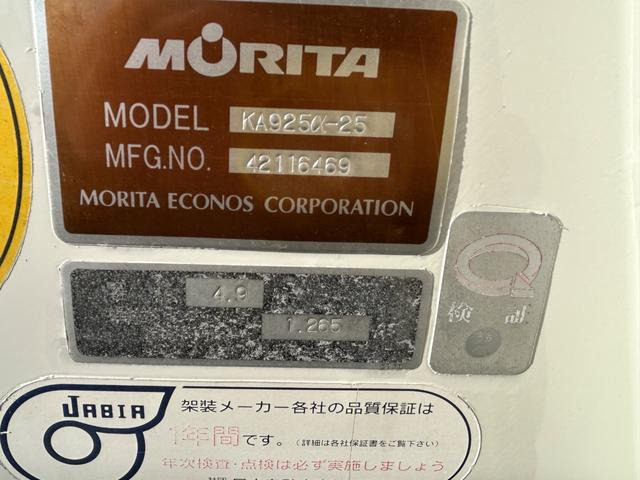 MORITA
MODEL KA925α-25
MFG.NO. 42116469
MORITA ECONOS CORPORATION
4.9
1.265
検 証
JABIA
架装メーカー各社の品質保証は
1年間です。(詳細は各社保証書をご覧下さい)
年次検査・点検は必ず実施しましょう